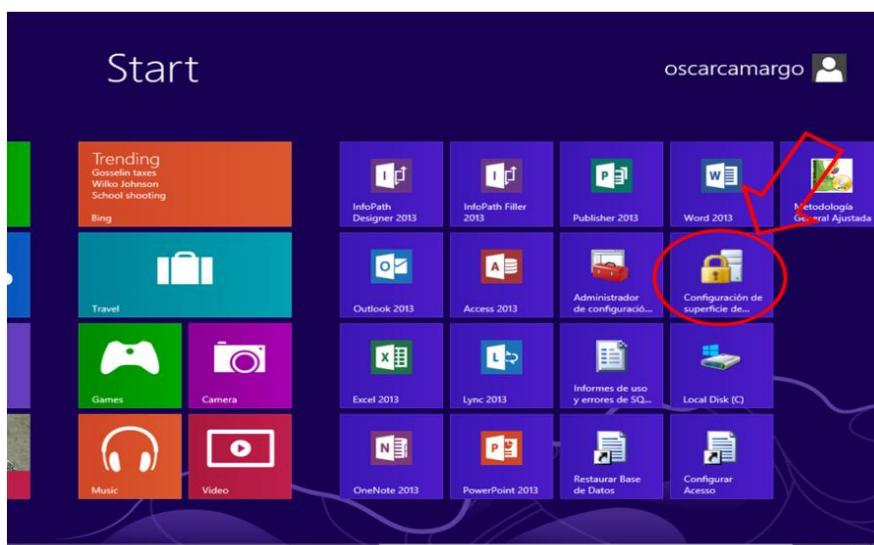 Start
oscarcamargo
Trending
Gosselin taxes
Wilko Johnson
School shooting
Bing
InfoPath
Designer 2013
InfoPath Filler
2013
Publisher 2013
Word 2013
Metodología
General Ajustada
Travel
Outlook 2013
Access 2013
Administrador
de configuració...
Configuración de
superficie de...
Games
Camera
Excel 2013
Lync 2013
Informes de uso
y errores de SQ...
Local Disk (C)
Music
Video
OneNote 2013
PowerPoint 2013
Restaurar Base
de Datos
Configurar
Acceso